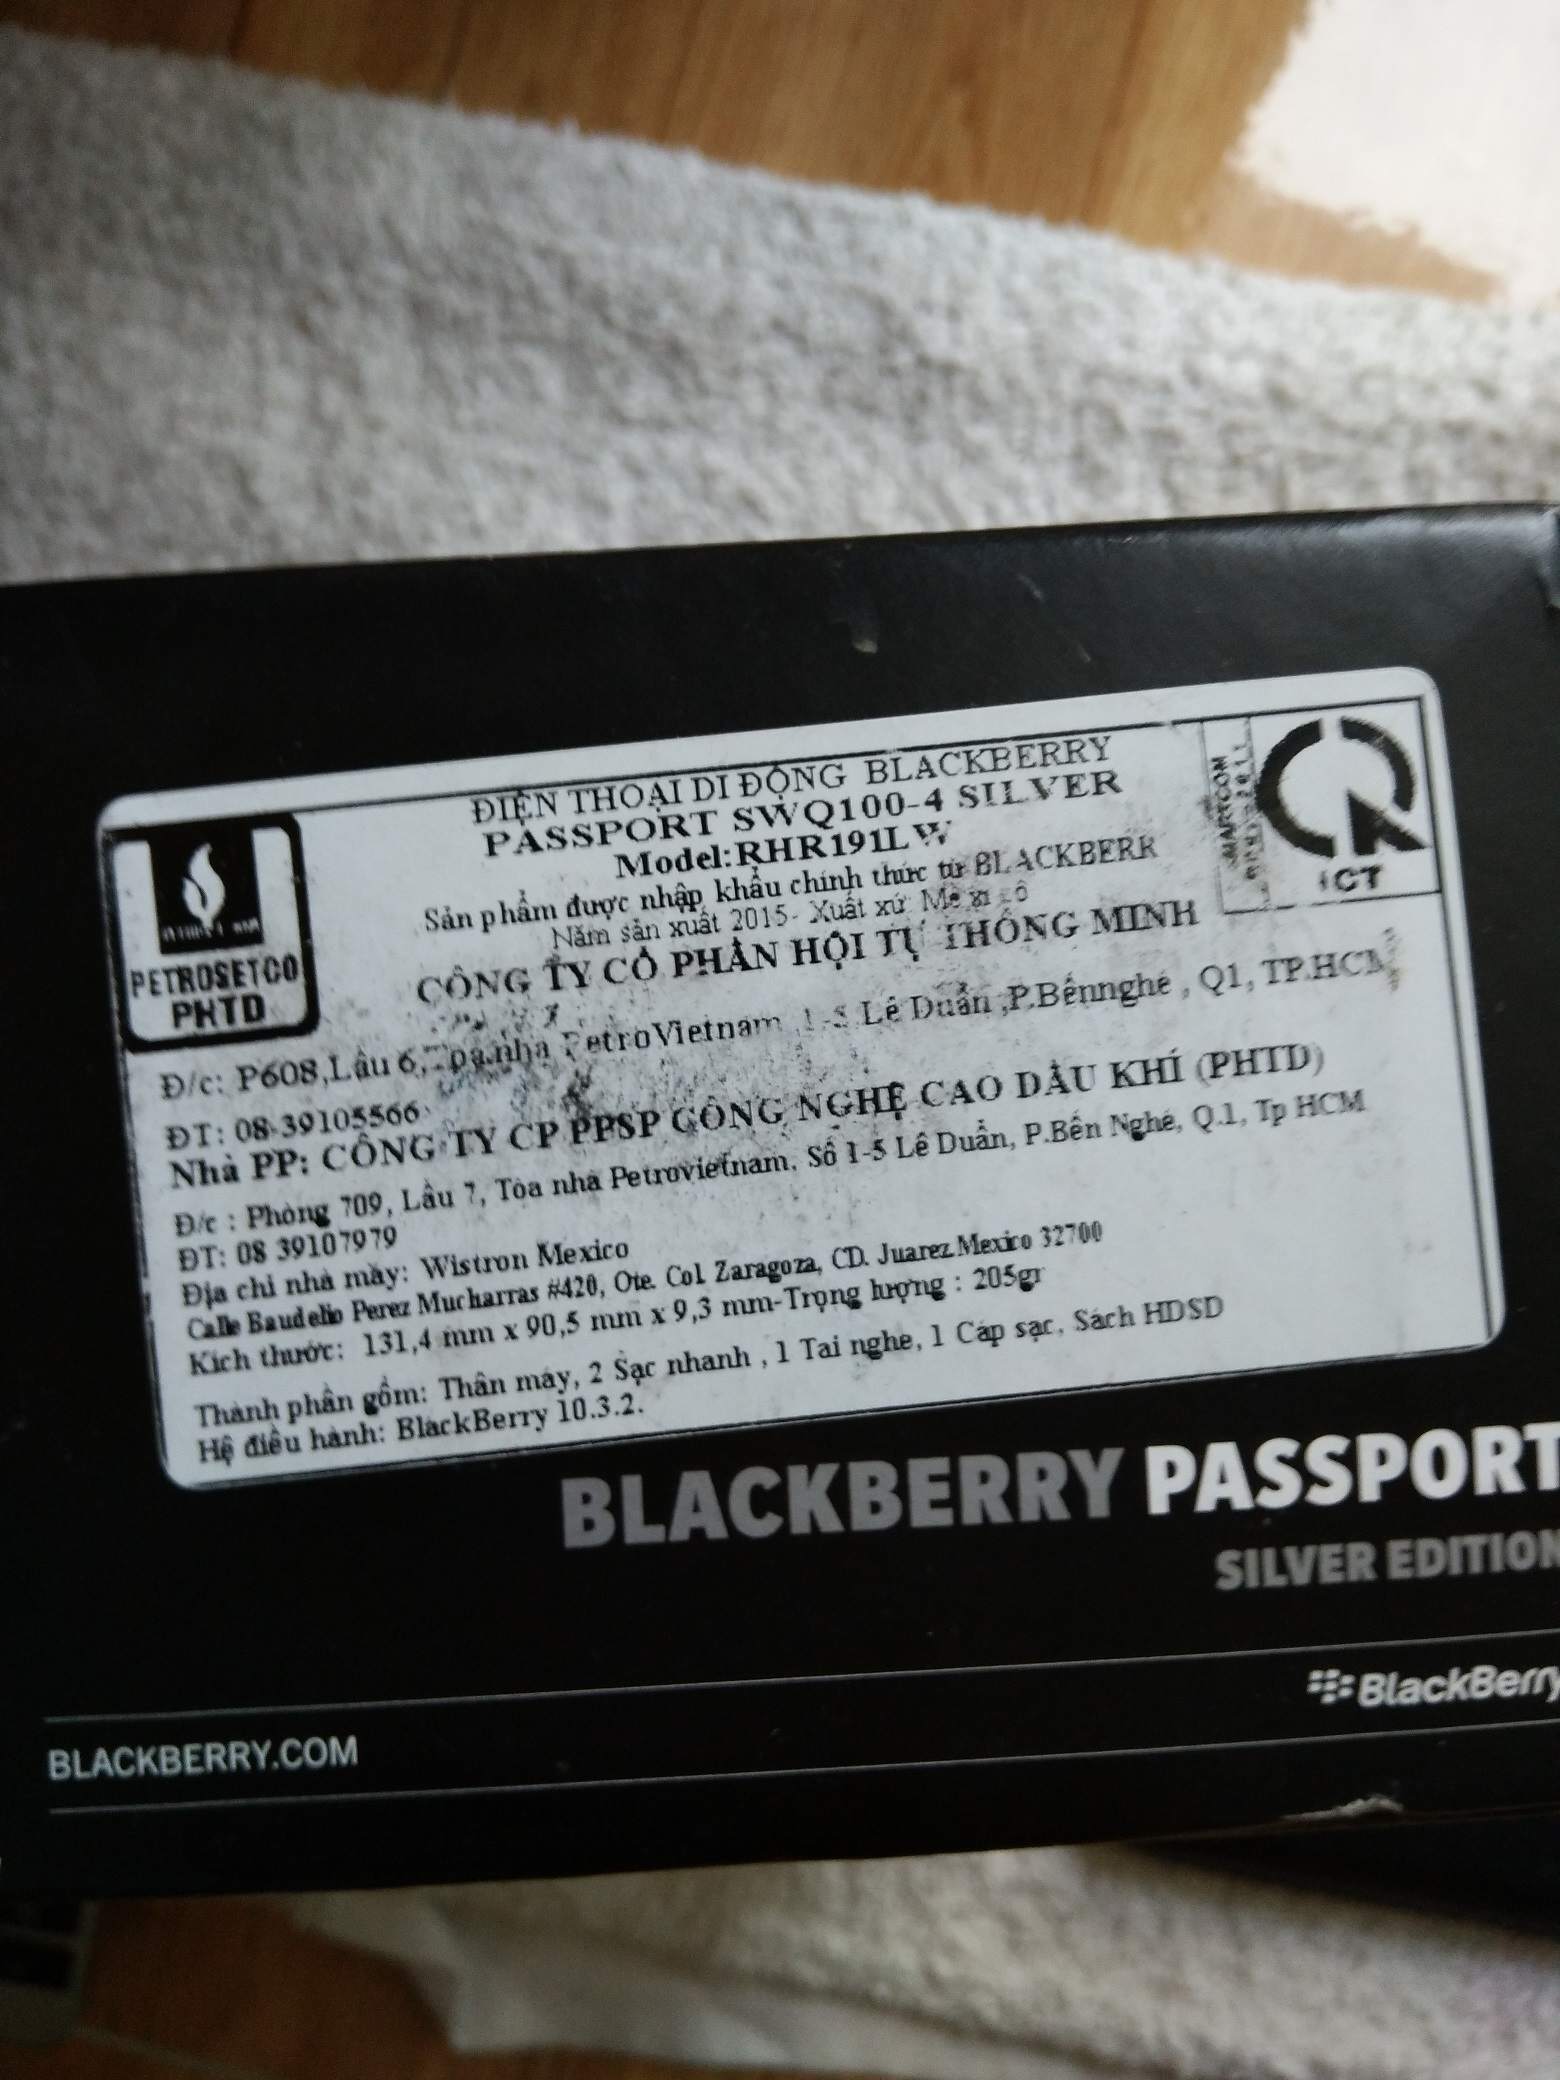 ĐIỆN THOẠI DI ĐỘNG BLACKBERRY
PASSPORT SWQ100-4 SILVER
Model:RHR191LW
Sản phẩm được nhập khẩu chính thức từ BLACKBERR
Năm sản xuất 2015- Xuất xứ: Mê xi cô
CÔNG TY CỔ PHẦN HỘI TỤ THÔNG MINH
PETROSETCO
PHTD
ICT
Đ/c: P608,Lầu 6,Tòa nhà PetroVietnam ,1-5 Lê Duẩn ,P.Bếnnghé , Q1, TP.HCM
ĐT: 08-39105566
Nhà PP: CÔNG TY CP PPSP CÔNG NGHỆ CAO DẦU KHÍ (PHTD)
Đ/c : Phòng 709, Lầu 7, Tòa nhà Petrovietnam, Số 1-5 Lê Duẩn, P.Bến Nghé, Q.1, Tp HCM
ĐT: 08 39107979
Địa chỉ nhà máy: Wistron Mexico
Calle Baudelio Perez Mucharras #420, Ote. Col. Zaragoza, CD. Juarez.Mexico 32700
Kích thước: 131,4 mm x 90,5 mm x 9,3 mm-Trọng lượng : 205gr
Thành phần gồm: Thân máy, 2 Sạc nhanh , 1 Tai nghe, 1 Cáp sạc, Sách HDSD
Hệ điều hành: BlackBerry 10.3.2.
BLACKBERRY PASSPORT
SILVER EDITION
BlackBerry
BLACKBERRY.COM